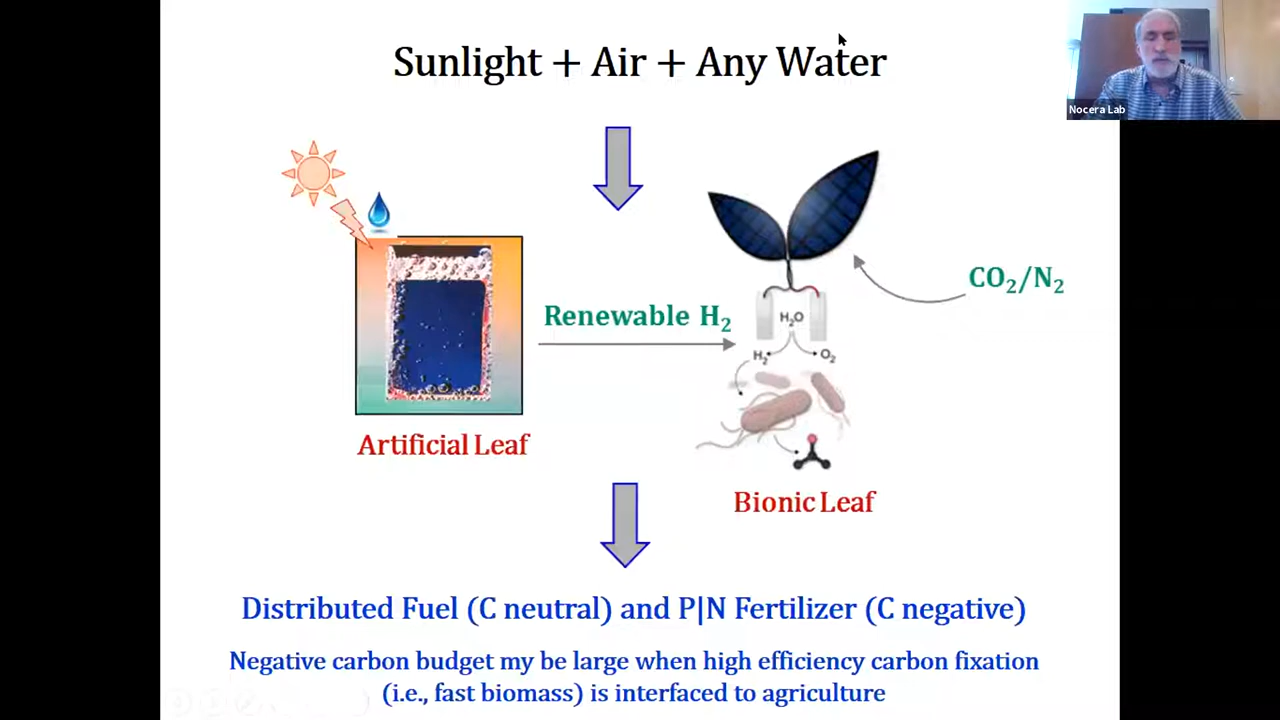 Sunlight + Air + Any Water
Nocera Lab
CO₂/N₂
Renewable H₂
H₂O
H₂
O₂
Artificial Leaf
Bionic Leaf
Distributed Fuel (C neutral) and P|N Fertilizer (C negative)
Negative carbon budget my be large when high efficiency carbon fixation
(i.e., fast biomass) is interfaced to agriculture